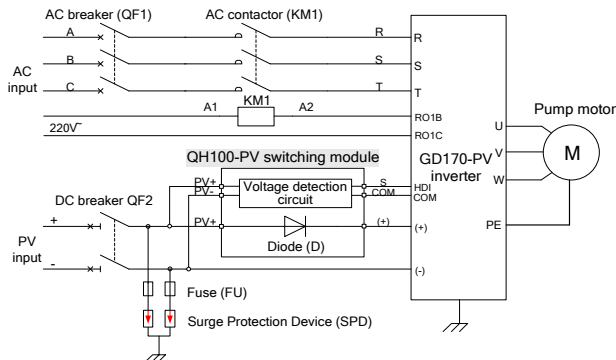 AC breaker (QF1) AC contactor (KM1)
A R R
B S S
AC input
C T T
A1 KM1 A2 RO1B
220V~ RO1C
Pump motor
U
V
W
M
PE
GD170-PV inverter
QH100-PV switching module
PV+ Voltage detection circuit S HDI
PV- COM COM
DC breaker QF2
+ PV+ (+) (+)
Diode (D)
PV input
- (-)
Fuse (FU)
Surge Protection Device (SPD)